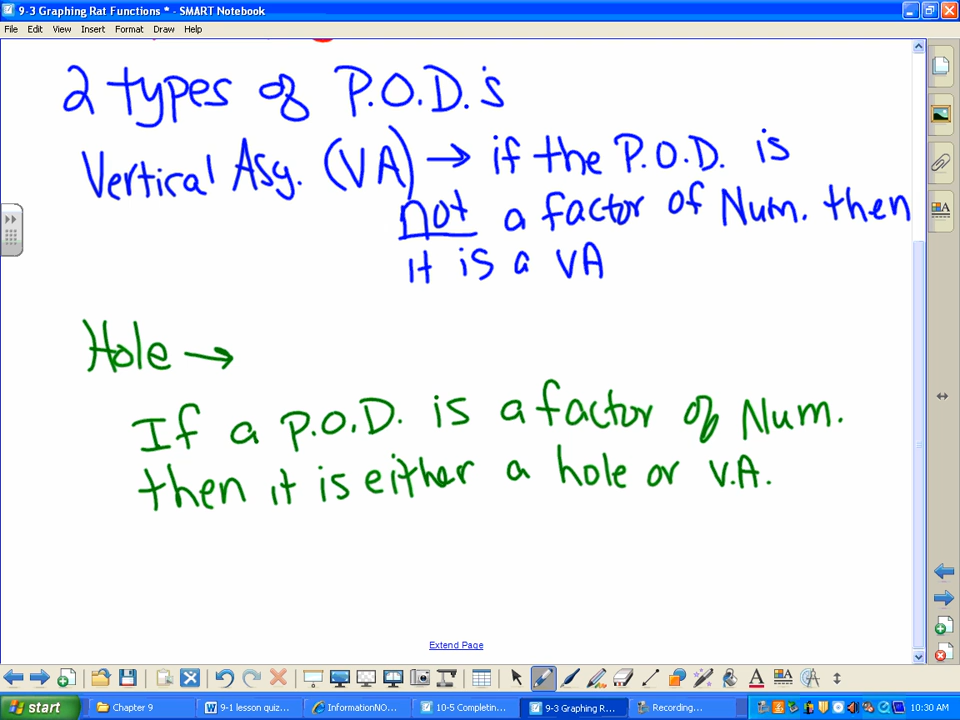 9-3 Graphing Rat Functions * - SMART Notebook
File Edit View Insert Format Draw Help
2 types of P.O.D.s
Vertical Asy. (VA) → if the P.O.D. is
not a factor of Num. then
it is a VA
Hole →
If a P.O.D. is a factor of Num.
then it is either a hole or V.A.
Extend Page
start Chapter 9 9-1 lesson quiz... InformationNO... 10-5 Completin... 9-3 Graphing R... Recording... 10:30 AM